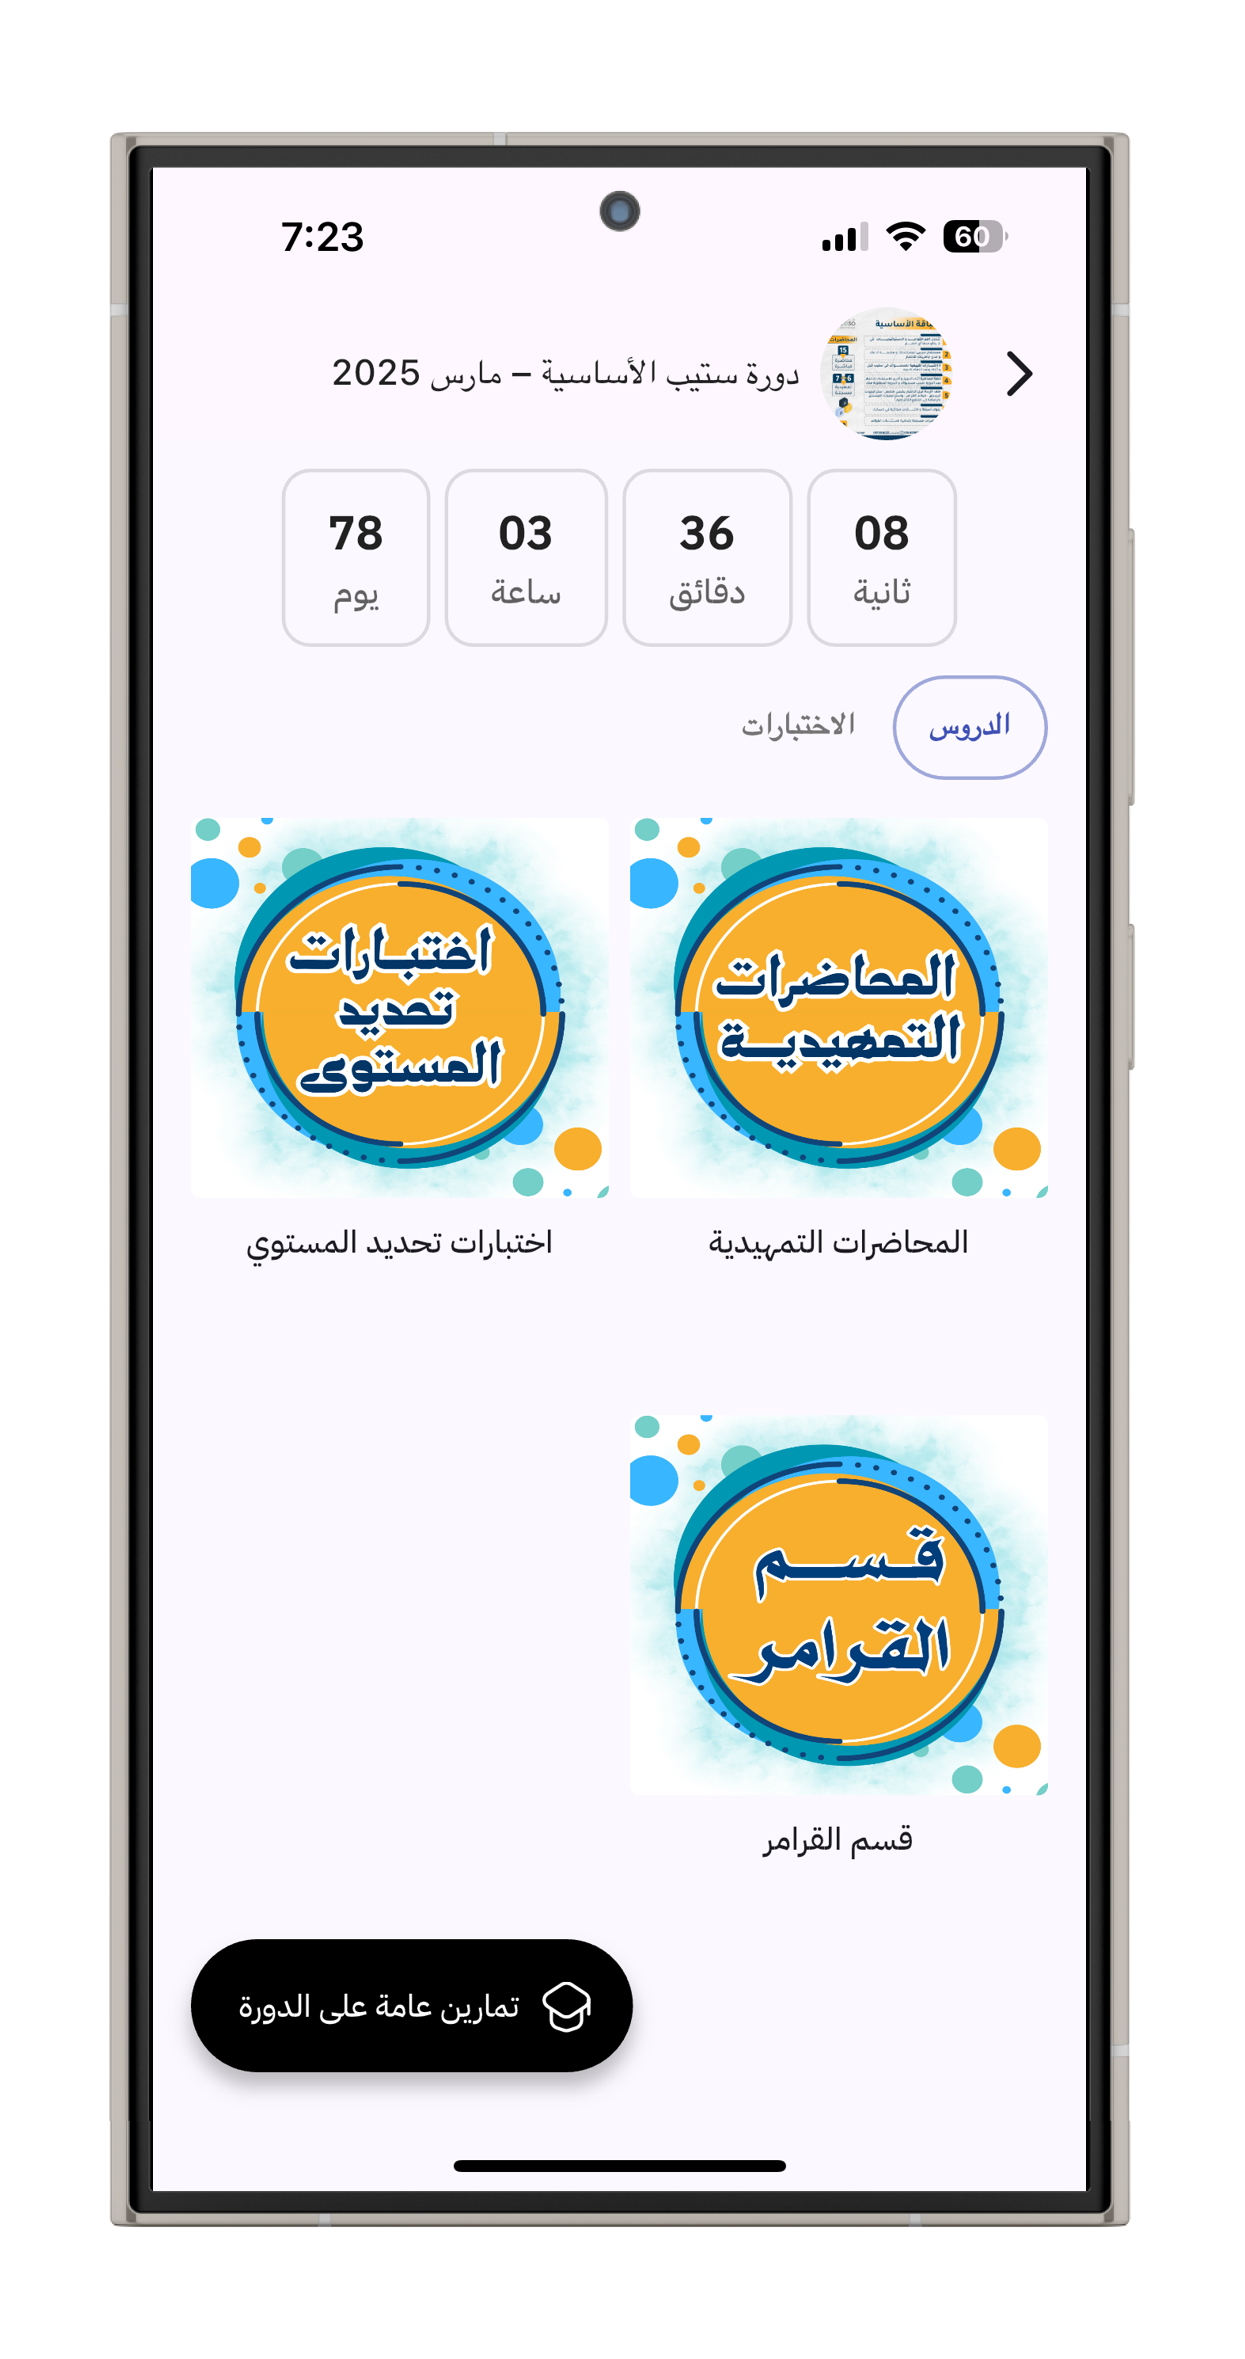 7:23
60
دورة ستيب الأساسية – مارس 2025
08
ثانية
36
دقائق
03
ساعة
78
يوم
الدروس
الاختبارات
المحاضرات
التمهيدية
المحاضرات التمهيدية
اختبارات
تحديد
المستوى
اختبارات تحديد المستوي
قسم
القرامر
قسم القرامر
تمارين عامة على الدورة